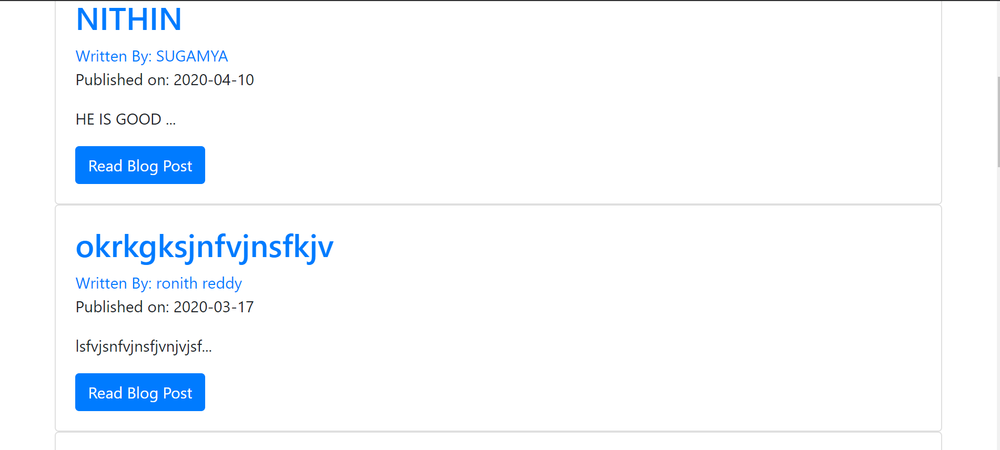 NITHIN
Written By: SUGAMYA
Published on: 2020-04-10
HE IS GOOD ...
Read Blog Post
okrkgksjnfvjnsfkjv
Written By: ronith reddy
Published on: 2020-03-17
lsfvjsnfvjnsfjvnjvjsf...
Read Blog Post